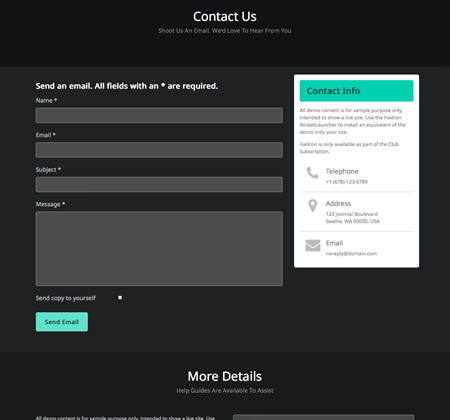 Contact Us
Shoot Us An Email. We'd Love To Hear From You
Send an email. All fields with an * are required.
Name *
Email *
Subject *
Message *
Send copy to yourself
Send Email
Contact Info
All demo content is for sample purpose only,
intended to show a live site. Use the Hadron
RocketLauncher to install an equivalent of the
demo onto your site.
Hadron is only available as part of the Club
Subscription.
Telephone
+1 (678)-123-6789
Address
123 Joomla! Boulevard
Seattle, WA 00000, USA
Email
noreply@domain.com
More Details
Help Guides Are Available To Assist
All demo content is for sample purpose only, intended to show a live site. Use